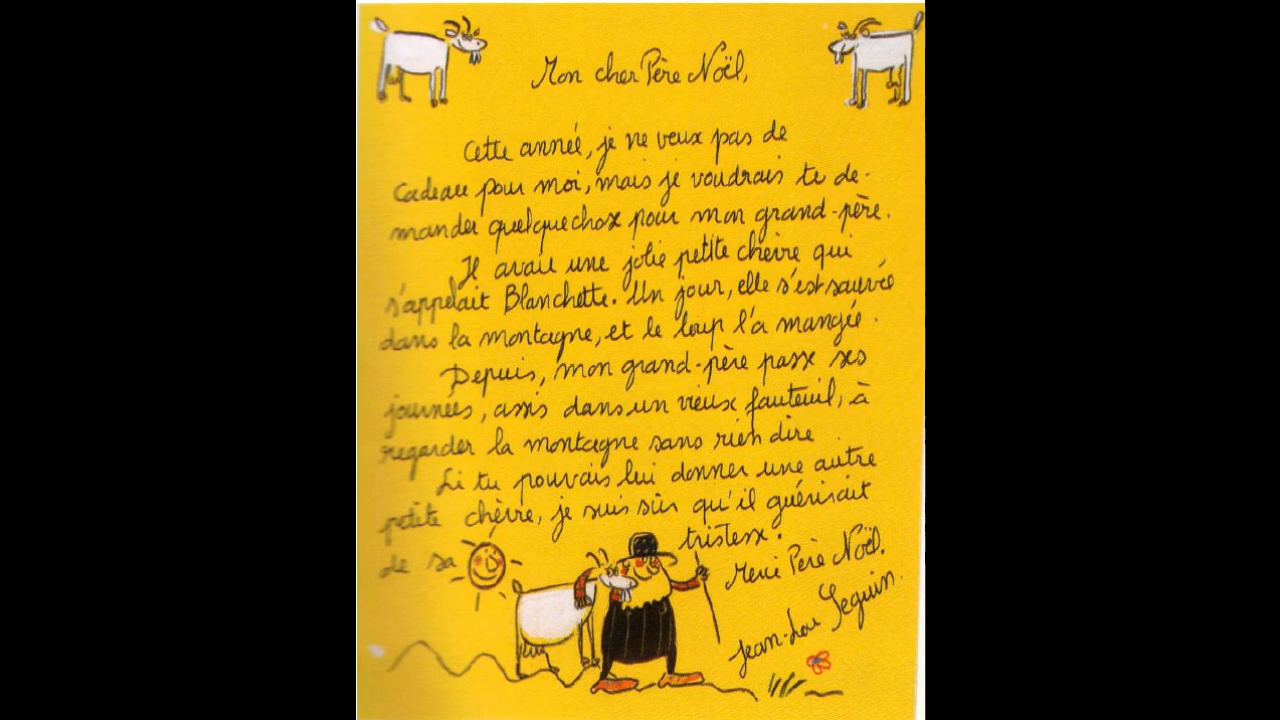 Mon cher Père Noël,
Cette année, je ne veux pas de
cadeau pour moi, mais je voudrais te de-
mander quelquechose pour mon grand-père.
Il avait une jolie petite chèvre qui
s'appelait Blanchette. Un jour, elle s'est sauvée
dans la montagne, et le loup l'a mangée.
Depuis, mon grand-père passe ses
journées, assis dans un vieux fauteuil, à
regarder la montagne sans rien dire
Si tu pouvais lui donner une autre
petite chèvre, je suis sûr qu'il guérirait
de sa tristesse.
Merci Père Noël.
Jean-Lou Seguin.